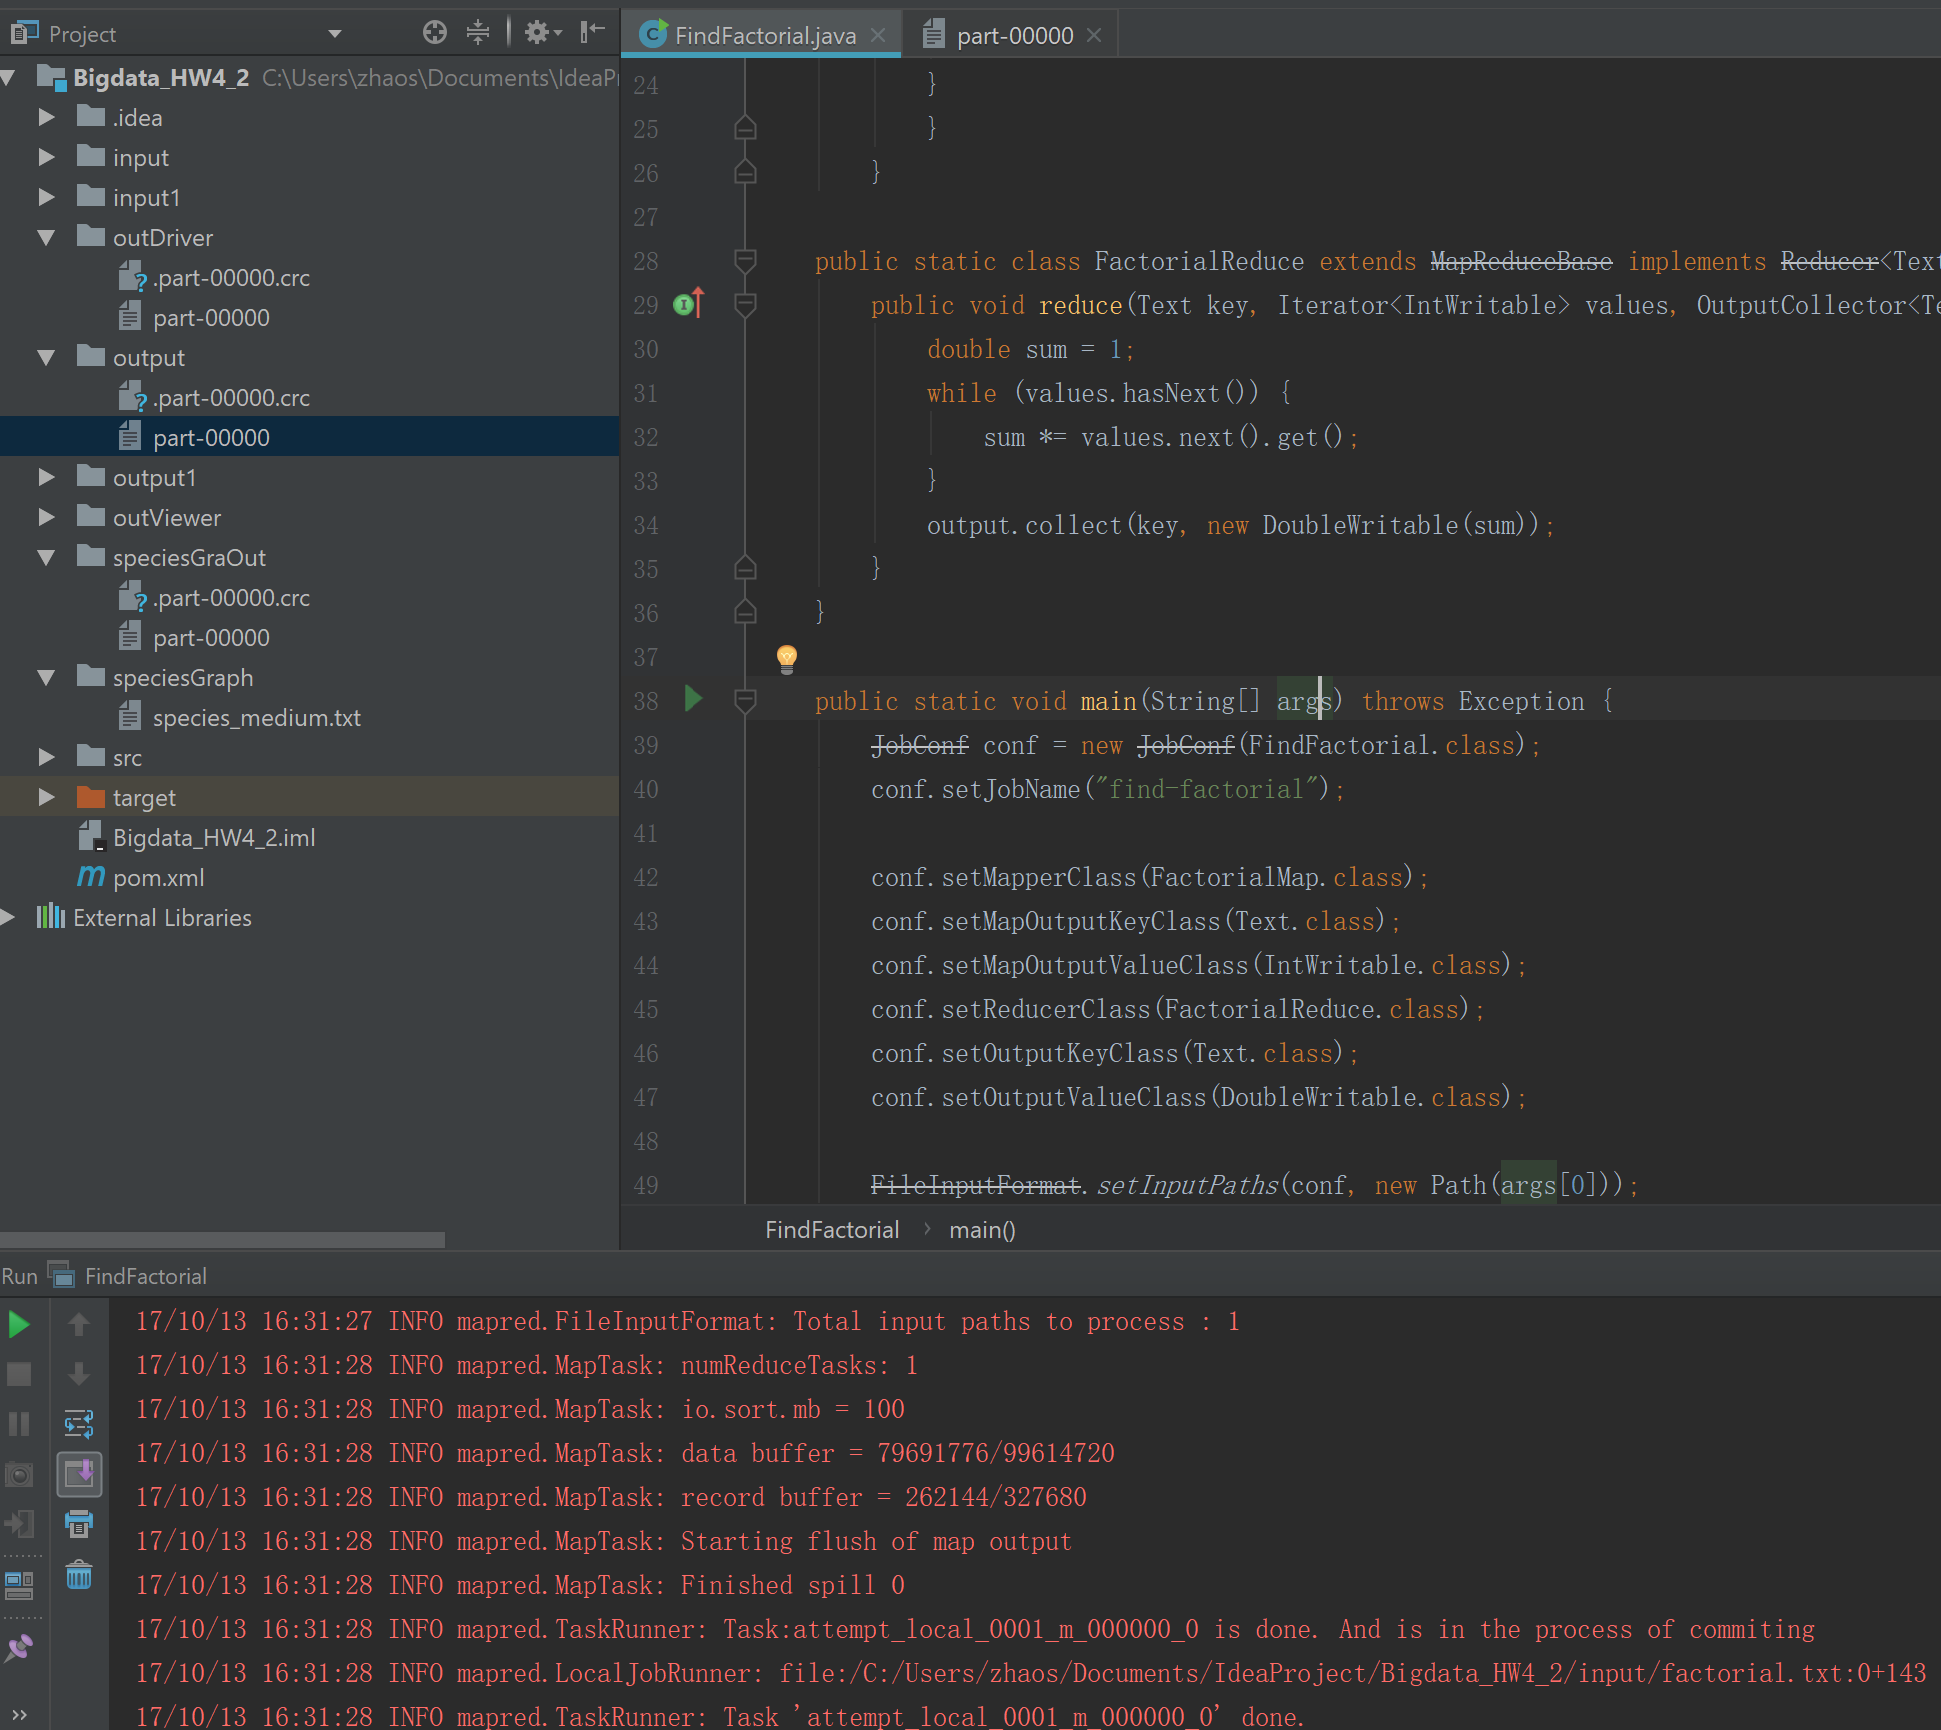 Project
Bigdata_HW4_2 C:\Users\zhaos\Documents\IdeaPr
.idea
input
input1
outDriver
.part-00000.crc
part-00000
output
.part-00000.crc
part-00000
output1
outViewer
speciesGraOut
.part-00000.crc
part-00000
speciesGraph
species_medium.txt
src
target
Bigdata_HW4_2.iml
pom.xml
External Libraries
FindFactorial.java part-00000
24 }
25 }
26 }
27
28 public static class FactorialReduce extends MapReduceBase implements Reducer<Text
29 public void reduce(Text key, Iterator<IntWritable> values, OutputCollector<Te
30 double sum = 1;
31 while (values.hasNext()) {
32 sum *= values.next().get();
33 }
34 output.collect(key, new DoubleWritable(sum));
35 }
36 }
37
38 public static void main(String[] args) throws Exception {
39 JobConf conf = new JobConf(FindFactorial.class);
40 conf.setJobName("find-factorial");
41
42 conf.setMapperClass(FactorialMap.class);
43 conf.setMapOutputKeyClass(Text.class);
44 conf.setMapOutputValueClass(IntWritable.class);
45 conf.setReducerClass(FactorialReduce.class);
46 conf.setOutputKeyClass(Text.class);
47 conf.setOutputValueClass(DoubleWritable.class);
48
49 FileInputFormat.setInputPaths(conf, new Path(args[0]));
FindFactorial › main()
Run FindFactorial
17/10/13 16:31:27 INFO mapred.FileInputFormat: Total input paths to process : 1
17/10/13 16:31:28 INFO mapred.MapTask: numReduceTasks: 1
17/10/13 16:31:28 INFO mapred.MapTask: io.sort.mb = 100
17/10/13 16:31:28 INFO mapred.MapTask: data buffer = 79691776/99614720
17/10/13 16:31:28 INFO mapred.MapTask: record buffer = 262144/327680
17/10/13 16:31:28 INFO mapred.MapTask: Starting flush of map output
17/10/13 16:31:28 INFO mapred.MapTask: Finished spill 0
17/10/13 16:31:28 INFO mapred.TaskRunner: Task:attempt_local_0001_m_000000_0 is done. And is in the process of commiting
17/10/13 16:31:28 INFO mapred.LocalJobRunner: file:/C:/Users/zhaos/Documents/IdeaProject/Bigdata_HW4_2/input/factorial.txt:0+143
17/10/13 16:31:28 INFO mapred.TaskRunner: Task 'attempt_local_0001_m_000000_0' done.